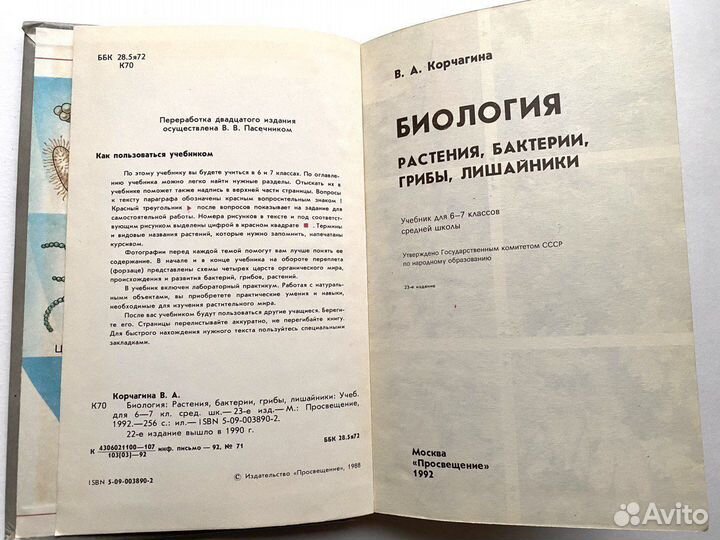 ББК 28.5я72
К70
Переработка двадцатого издания
осуществлена В. В. Пасечником
Как пользоваться учебником
По этому учебнику вы будете учиться в 6 и 7 классах. По оглав-
лению учебника можно легко найти нужные разделы. Отыскать их в
учебнике поможет также надпись в верхней части страницы. Вопросы
к тексту параграфа обозначены красным вопросительным знаком
Красный треугольник ▶ после вопросов показывает на задание для
самостоятельной работы. Номера рисунков в тексте и под соответ-
ствующим рисунком выделены цифрой в красном квадрате ■. Термины
и видовые названия растений, которые нужно запомнить, напечатаны
курсивом.
Фотографии перед каждой темой помогут вам лучше понять ее
содержание. В начале и в конце учебника на обороте переплета
(форзаце) представлены схемы четырех царств органического мира,
происхождения и развития бактерий, грибов, растений.
В учебник включен лабораторный практикум. Работая с натураль-
ными объектами, вы приобретете практические умения и навыки,
необходимые для изучения растительного мира.
После вас учебником будут пользоваться другие учащиеся. Береги-
те его. Страницы перелистывайте аккуратно, не перегибайте книгу.
Для быстрого нахождения нужного текста пользуйтесь специальными
закладками.
Корчагина В. А.
К70 Биология: Растения, бактерии, грибы, лишайники: Учеб.
для 6—7 кл. сред. шк.—23-е изд.—М.: Просвещение,
1992.—256 с.: ил.—ISBN 5-09-003890-2.
22-е издание вышло в 1990 г.
К 4306021100—107
103(03)—92 инф. письмо — 92, № 71
ББК 28.5я72
ISBN 5-09-003890-2
© Издательство «Просвещение», 1988
В. А. Корчагина
БИОЛОГИЯ
РАСТЕНИЯ, БАКТЕРИИ,
ГРИБЫ, ЛИШАЙНИКИ
Учебник для 6—7 классов
средней школы
Утверждено Государственным комитетом СССР
по народному образованию
23-е издание
Москва
«Просвещение»
1992
Avito